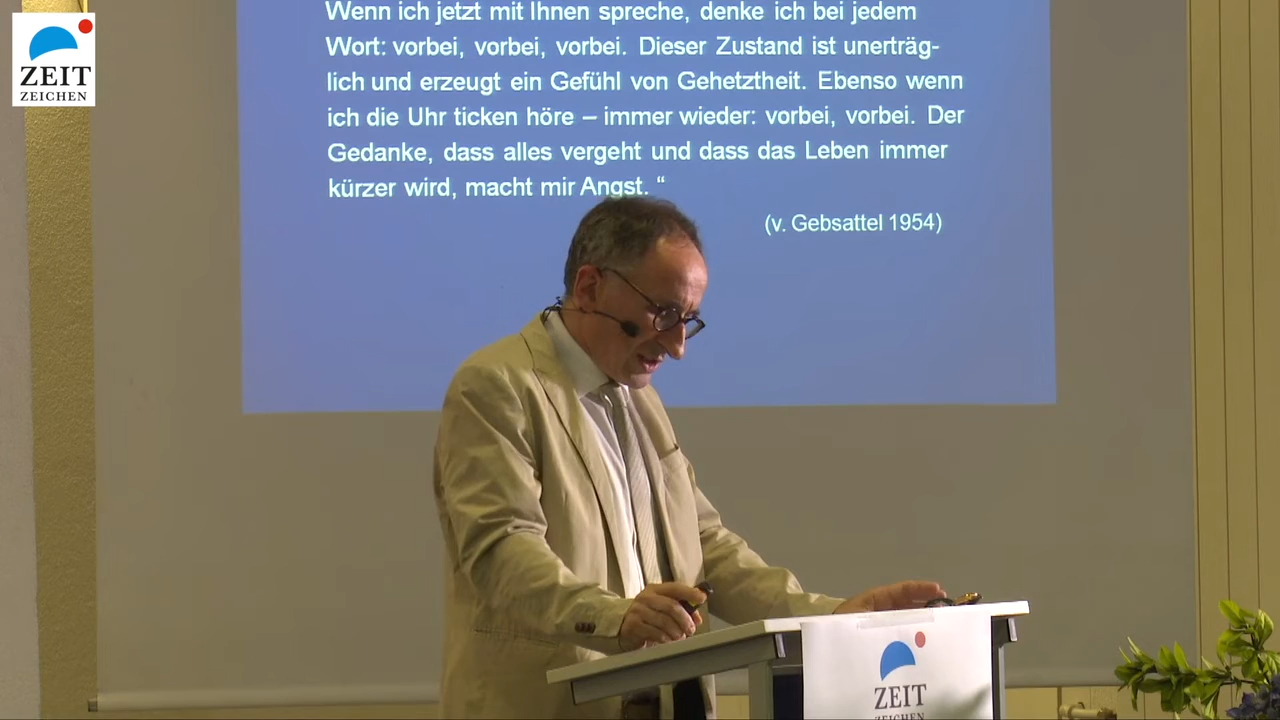 ZEIT
ZEICHEN
Wenn ich jetzt mit Ihnen spreche, denke ich bei jedem
Wort: vorbei, vorbei, vorbei. Dieser Zustand ist unerträg-
lich und erzeugt ein Gefühl von Gehetztheit. Ebenso wenn
ich die Uhr ticken höre – immer wieder: vorbei, vorbei. Der
Gedanke, dass alles vergeht und dass das Leben immer
kürzer wird, macht mir Angst. “
(v. Gebsattel 1954)
ZEIT
ZEICHEN